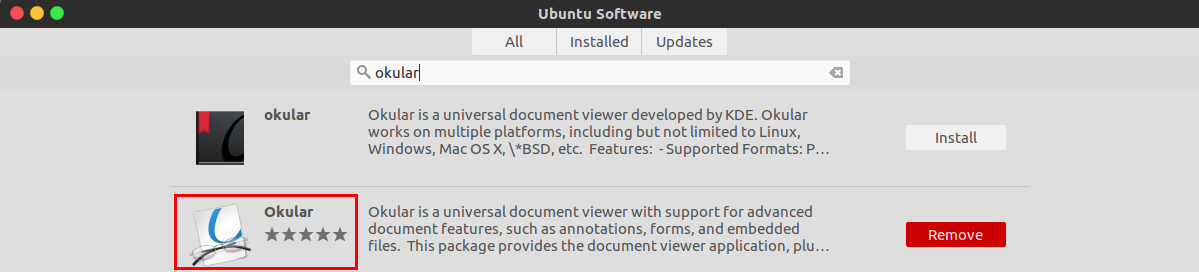 Ubuntu Software
All Installed Updates
okular
okular
Okular is a universal document viewer developed by KDE. Okular
works on multiple platforms, including but not limited to Linux,
Windows, Mac OS X, \*BSD, etc.  Features:  - Supported Formats: P...
Install
Okular
Okular is a universal document viewer with support for advanced
document features, such as annotations, forms, and embedded
files.  This package provides the document viewer application, plu...
Remove